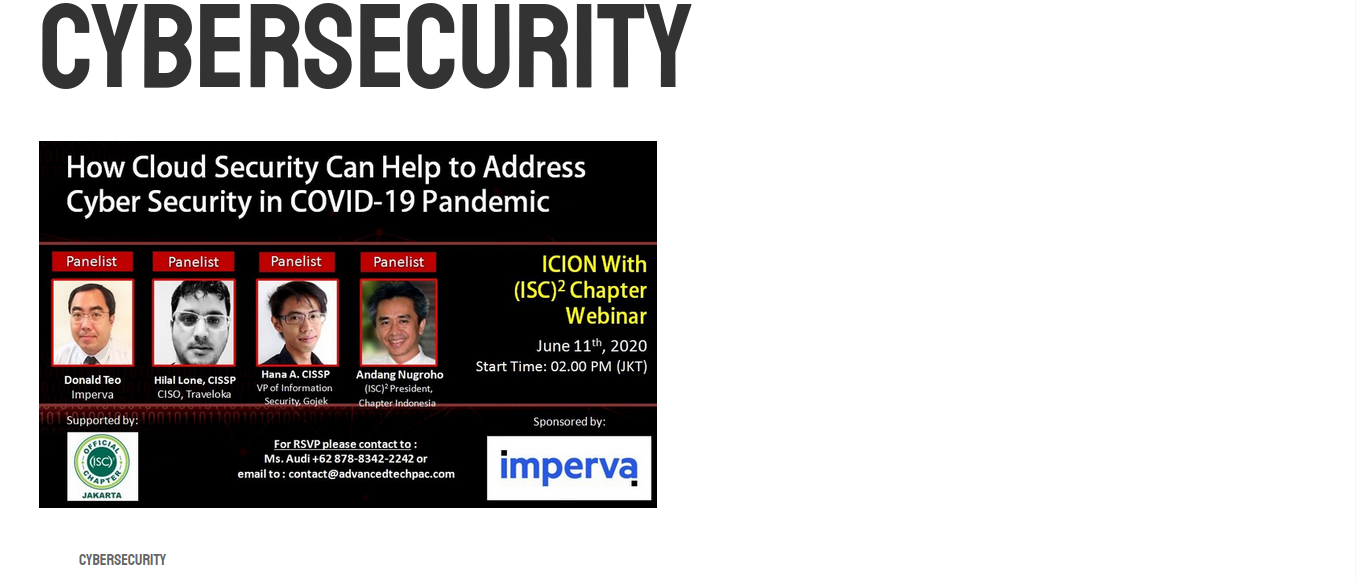 CYBERSECURITY
How Cloud Security Can Help to Address
Cyber Security in COVID-19 Pandemic
Panelist
Panelist
Panelist
Panelist
ICION With
(ISC)² Chapter
Webinar
June 11th, 2020
Start Time: 02.00 PM (JKT)
Donald Teo
Imperva
Hilal Lone, CISSP
CISO, Traveloka
Hana A. CISSP
VP of Information
Security, Gojek
Andang Nugroho
(ISC)² President,
Chapter Indonesia
Supported by:
OFFICIAL
(ISC)²
CHAPTER
JAKARTA
For RSVP please contact to :
Ms. Audi +62 878-8342-2242 or
email to : contact@advancedtechpac.com
Sponsored by:
imperva
CYBERSECURITY